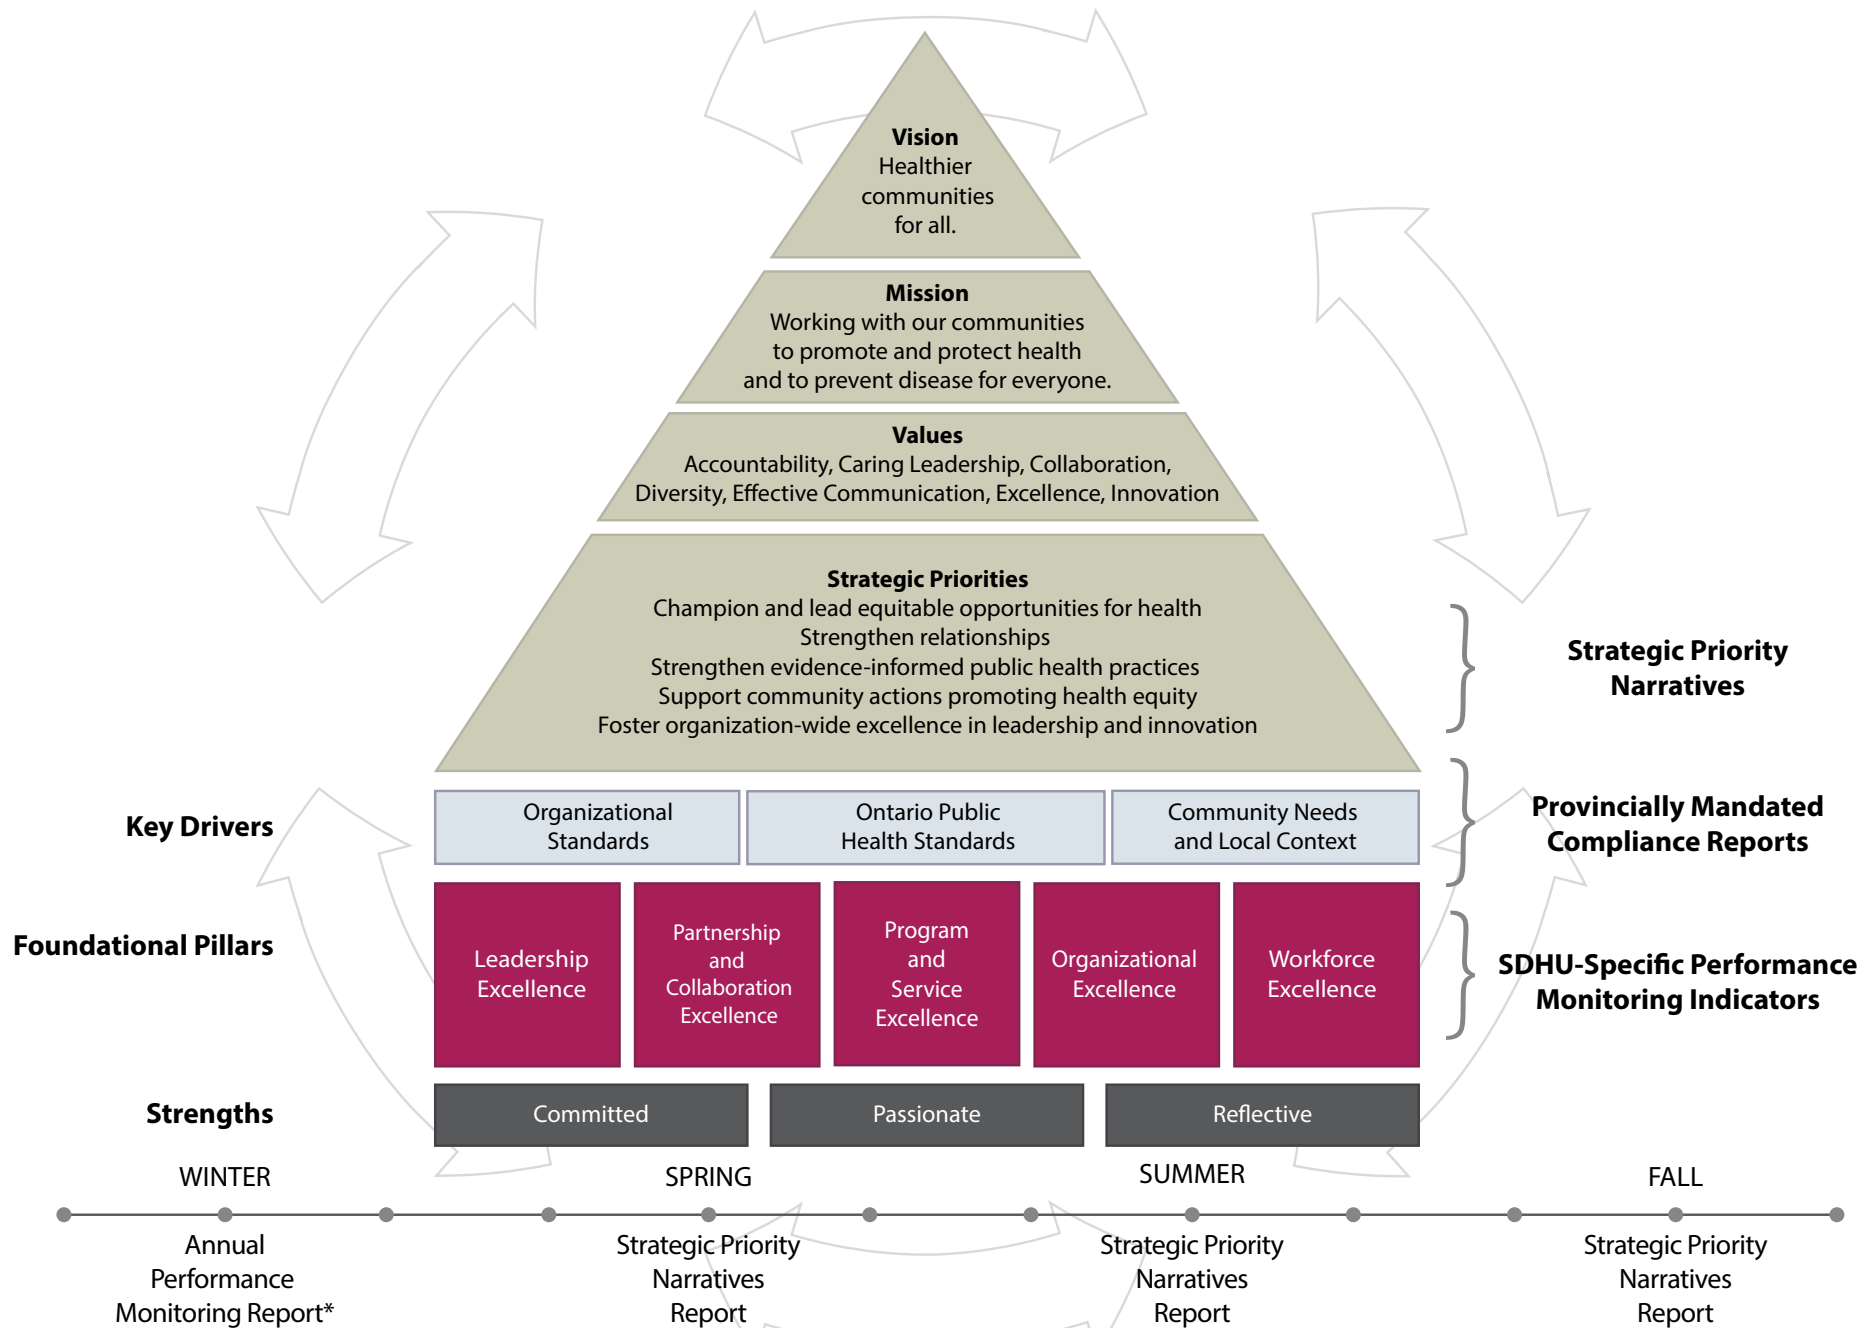 Vision
Healthier
communities
for all.
Mission
Working with our communities
to promote and protect health
and to prevent disease for everyone.
Values
Accountability, Caring Leadership, Collaboration,
Diversity, Effective Communication, Excellence, Innovation
Strategic Priorities
Champion and lead equitable opportunities for health
Strengthen relationships
Strengthen evidence-informed public health practices
Support community actions promoting health equity
Foster organization-wide excellence in leadership and innovation
Strategic Priority
Narratives
Key Drivers
Organizational
Standards
Ontario Public
Health Standards
Community Needs
and Local Context
Provincially Mandated
Compliance Reports
Foundational Pillars
Leadership
Excellence
Partnership
and
Collaboration
Excellence
Program
and
Service
Excellence
Organizational
Excellence
Workforce
Excellence
SDHU-Specific Performance
Monitoring Indicators
Strengths
Committed
Passionate
Reflective
WINTER
SPRING
SUMMER
FALL
Annual
Performance
Monitoring Report*
Strategic Priority
Narratives
Report
Strategic Priority
Narratives
Report
Strategic Priority
Narratives
Report